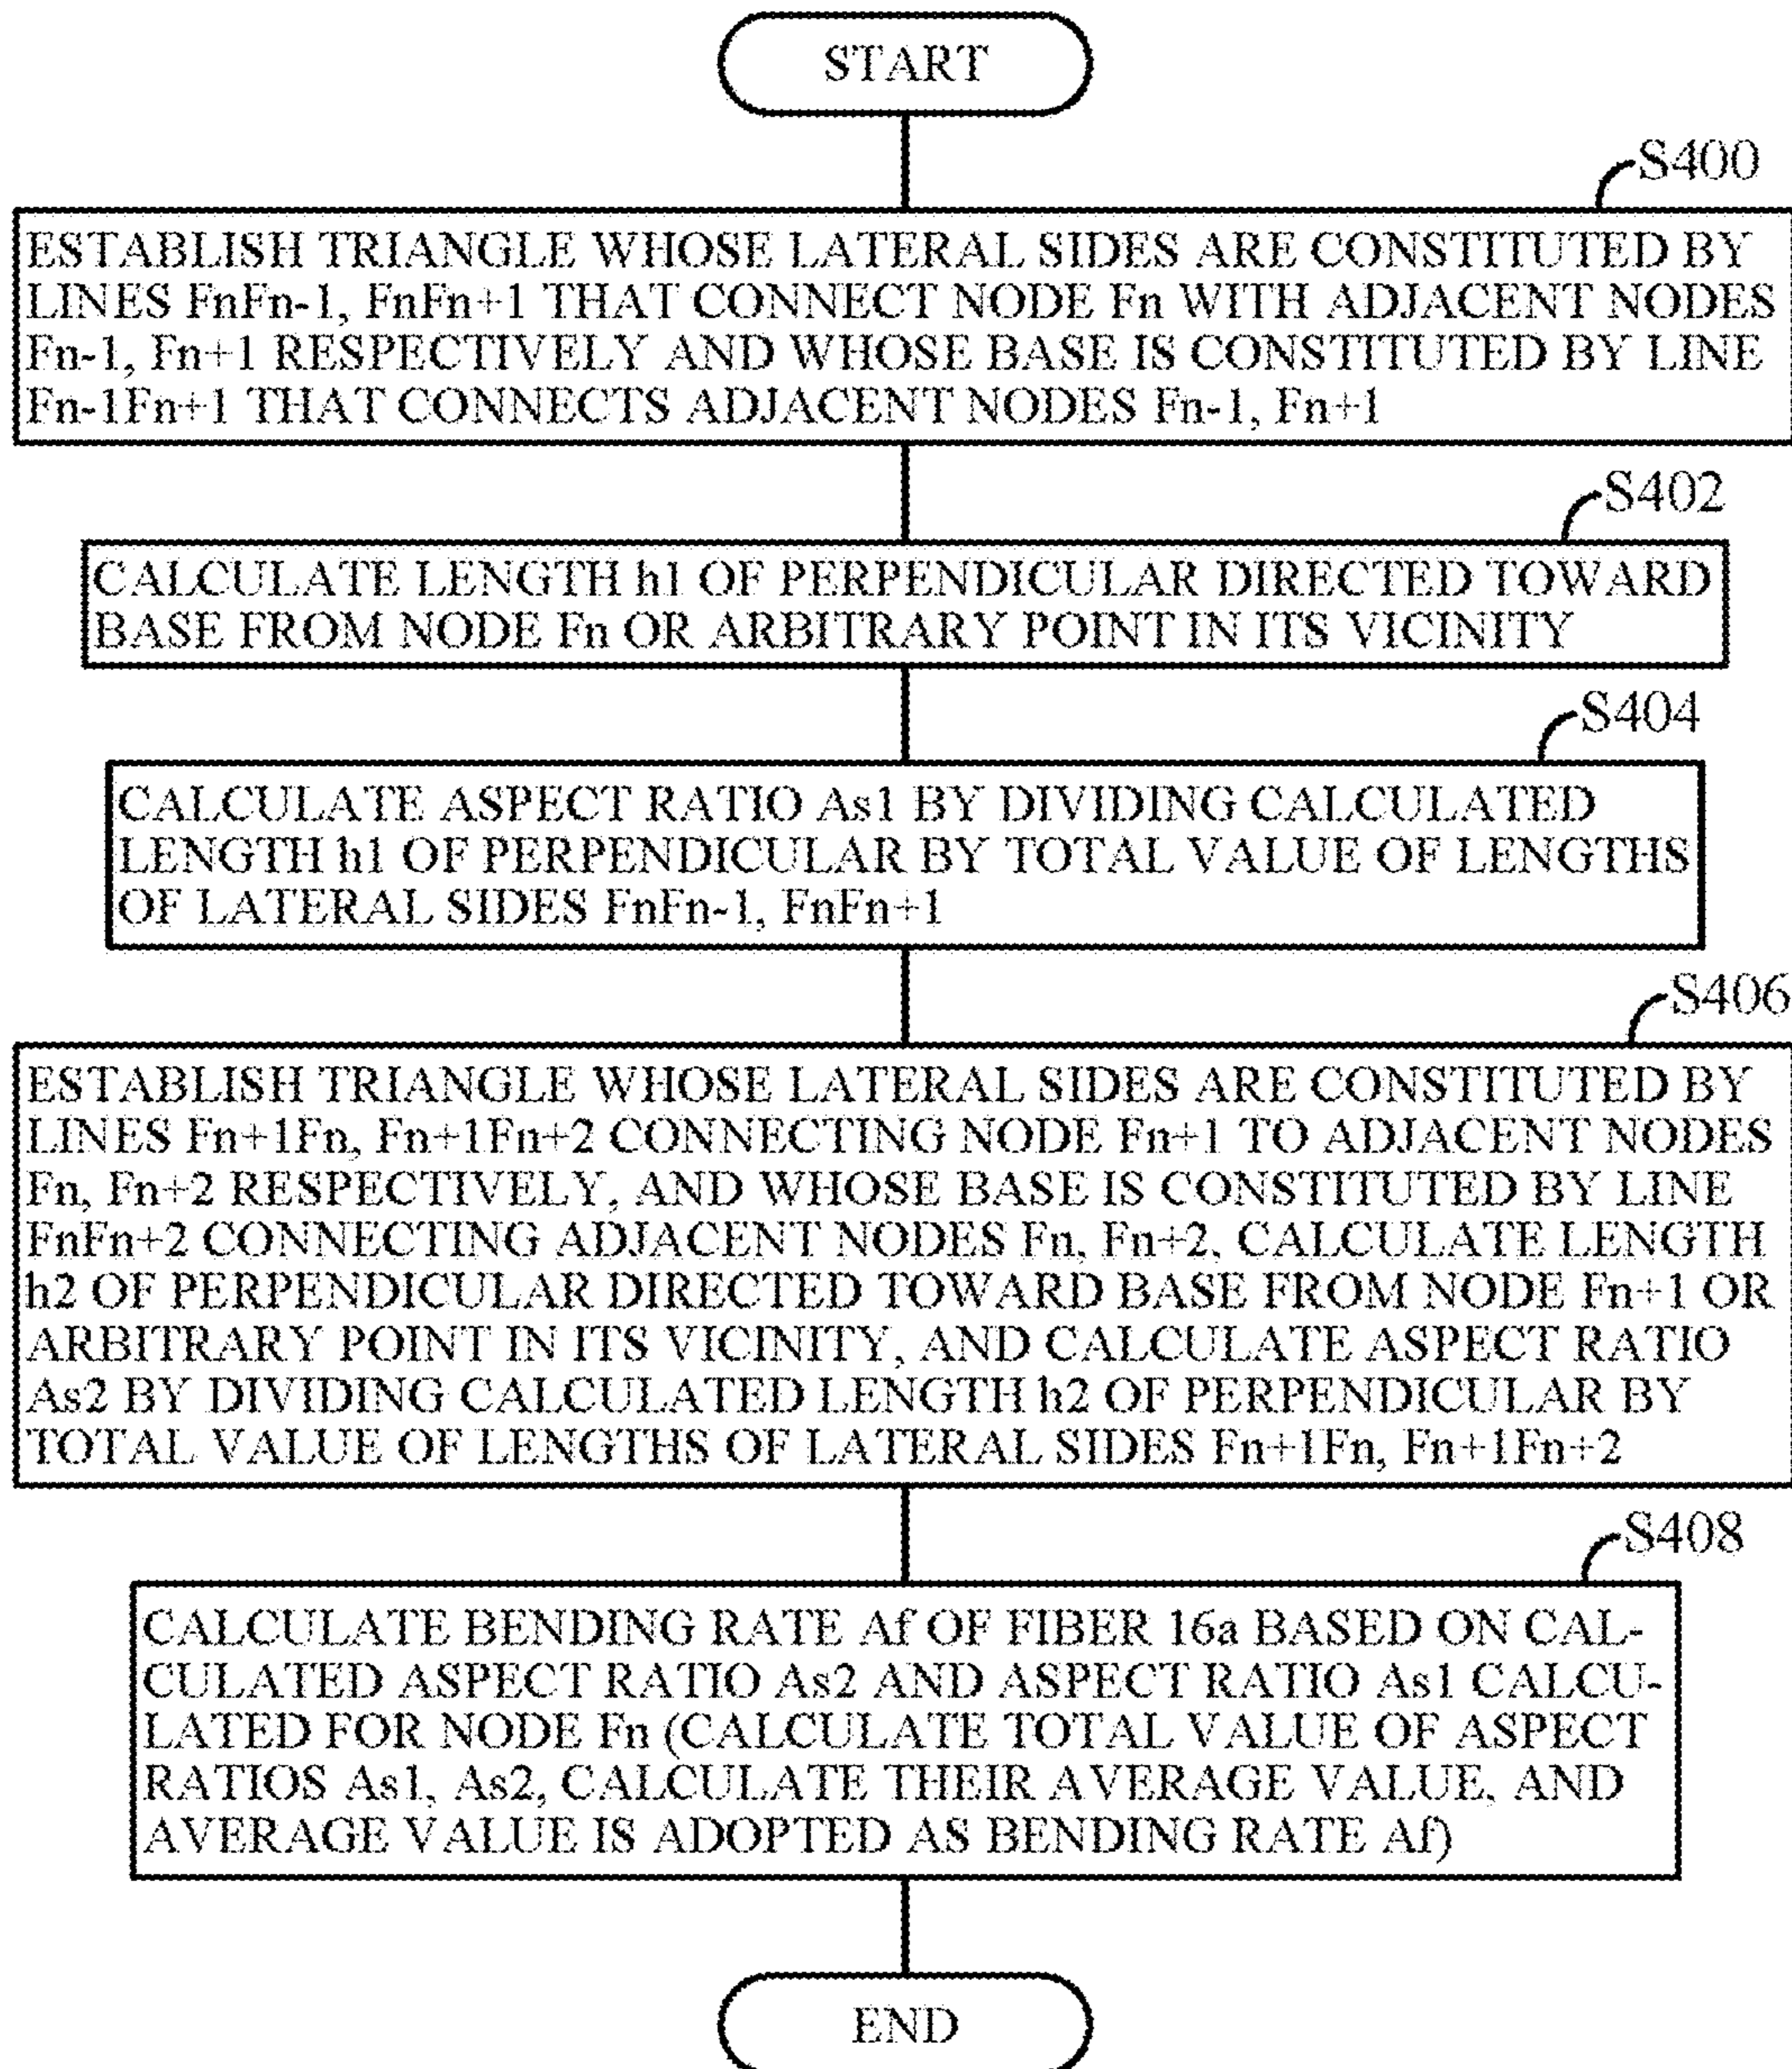 START
S400
ESTABLISH TRIANGLE WHOSE LATERAL SIDES ARE CONSTITUTED BY
LINES FnFn-1, FnFn+1 THAT CONNECT NODE Fn WITH ADJACENT NODES
Fn-1, Fn+1 RESPECTIVELY AND WHOSE BASE IS CONSTITUTED BY LINE
Fn-1Fn+1 THAT CONNECTS ADJACENT NODES Fn-1, Fn+1
S402
CALCULATE LENGTH h1 OF PERPENDICULAR DIRECTED TOWARD
BASE FROM NODE Fn OR ARBITRARY POINT IN ITS VICINITY
S404
CALCULATE ASPECT RATIO As1 BY DIVIDING CALCULATED
LENGTH h1 OF PERPENDICULAR BY TOTAL VALUE OF LENGTHS
OF LATERAL SIDES FnFn-1, FnFn+1
S406
ESTABLISH TRIANGLE WHOSE LATERAL SIDES ARE CONSTITUTED BY
LINES Fn+1Fn, Fn+1Fn+2 CONNECTING NODE Fn+1 TO ADJACENT NODES
Fn, Fn+2 RESPECTIVELY, AND WHOSE BASE IS CONSTITUTED BY LINE
FnFn+2 CONNECTING ADJACENT NODES Fn, Fn+2, CALCULATE LENGTH
h2 OF PERPENDICULAR DIRECTED TOWARD BASE FROM NODE Fn+1 OR
ARBITRARY POINT IN ITS VICINITY, AND CALCULATE ASPECT RATIO
As2 BY DIVIDING CALCULATED LENGTH h2 OF PERPENDICULAR BY
TOTAL VALUE OF LENGTHS OF LATERAL SIDES Fn+1Fn, Fn+1Fn+2
S408
CALCULATE BENDING RATE Af OF FIBER 16a BASED ON CAL-
CULATED ASPECT RATIO As2 AND ASPECT RATIO As1 CALCU-
LATED FOR NODE Fn (CALCULATE TOTAL VALUE OF ASPECT
RATIOS As1, As2, CALCULATE THEIR AVERAGE VALUE, AND
AVERAGE VALUE IS ADOPTED AS BENDING RATE Af)
END